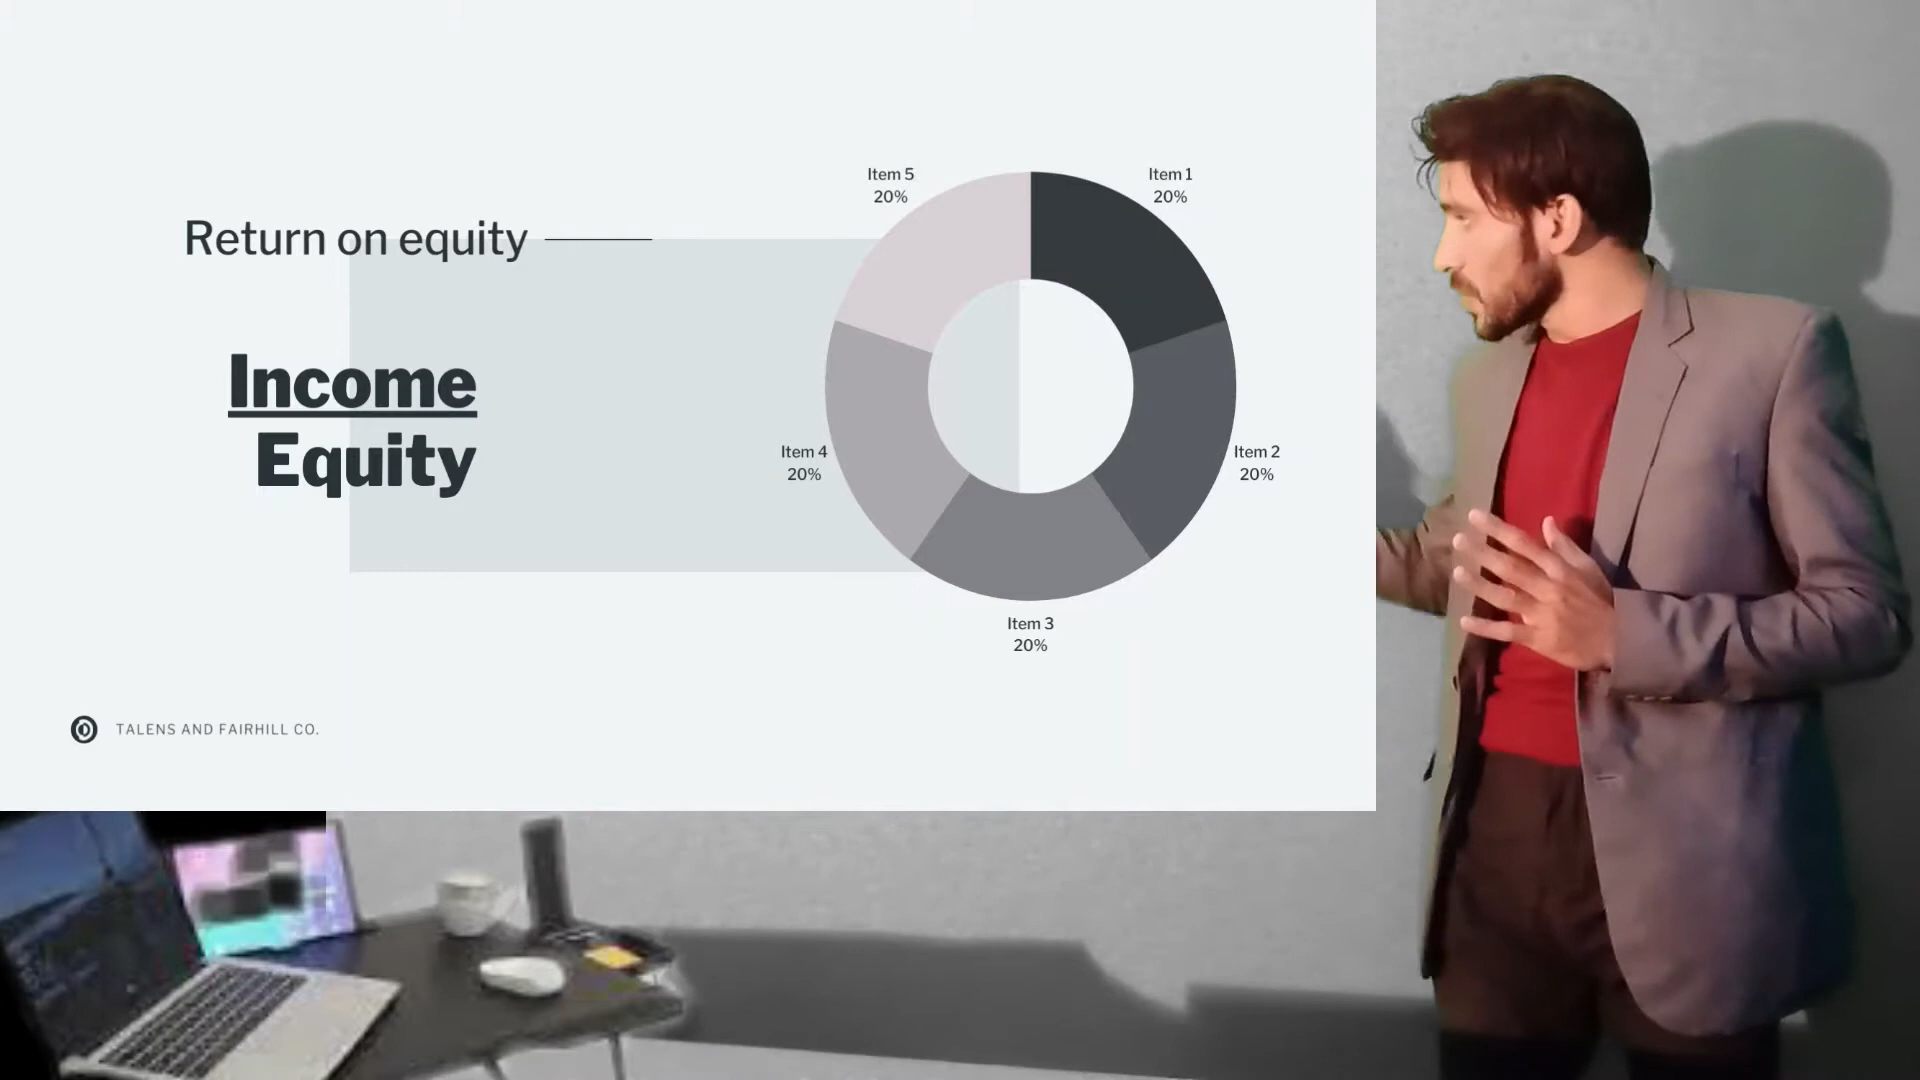 Return on equity
Income
Equity
Item 5
20%
Item 1
20%
Item 4
20%
Item 2
20%
Item 3
20%
TALENS AND FAIRHILL CO.